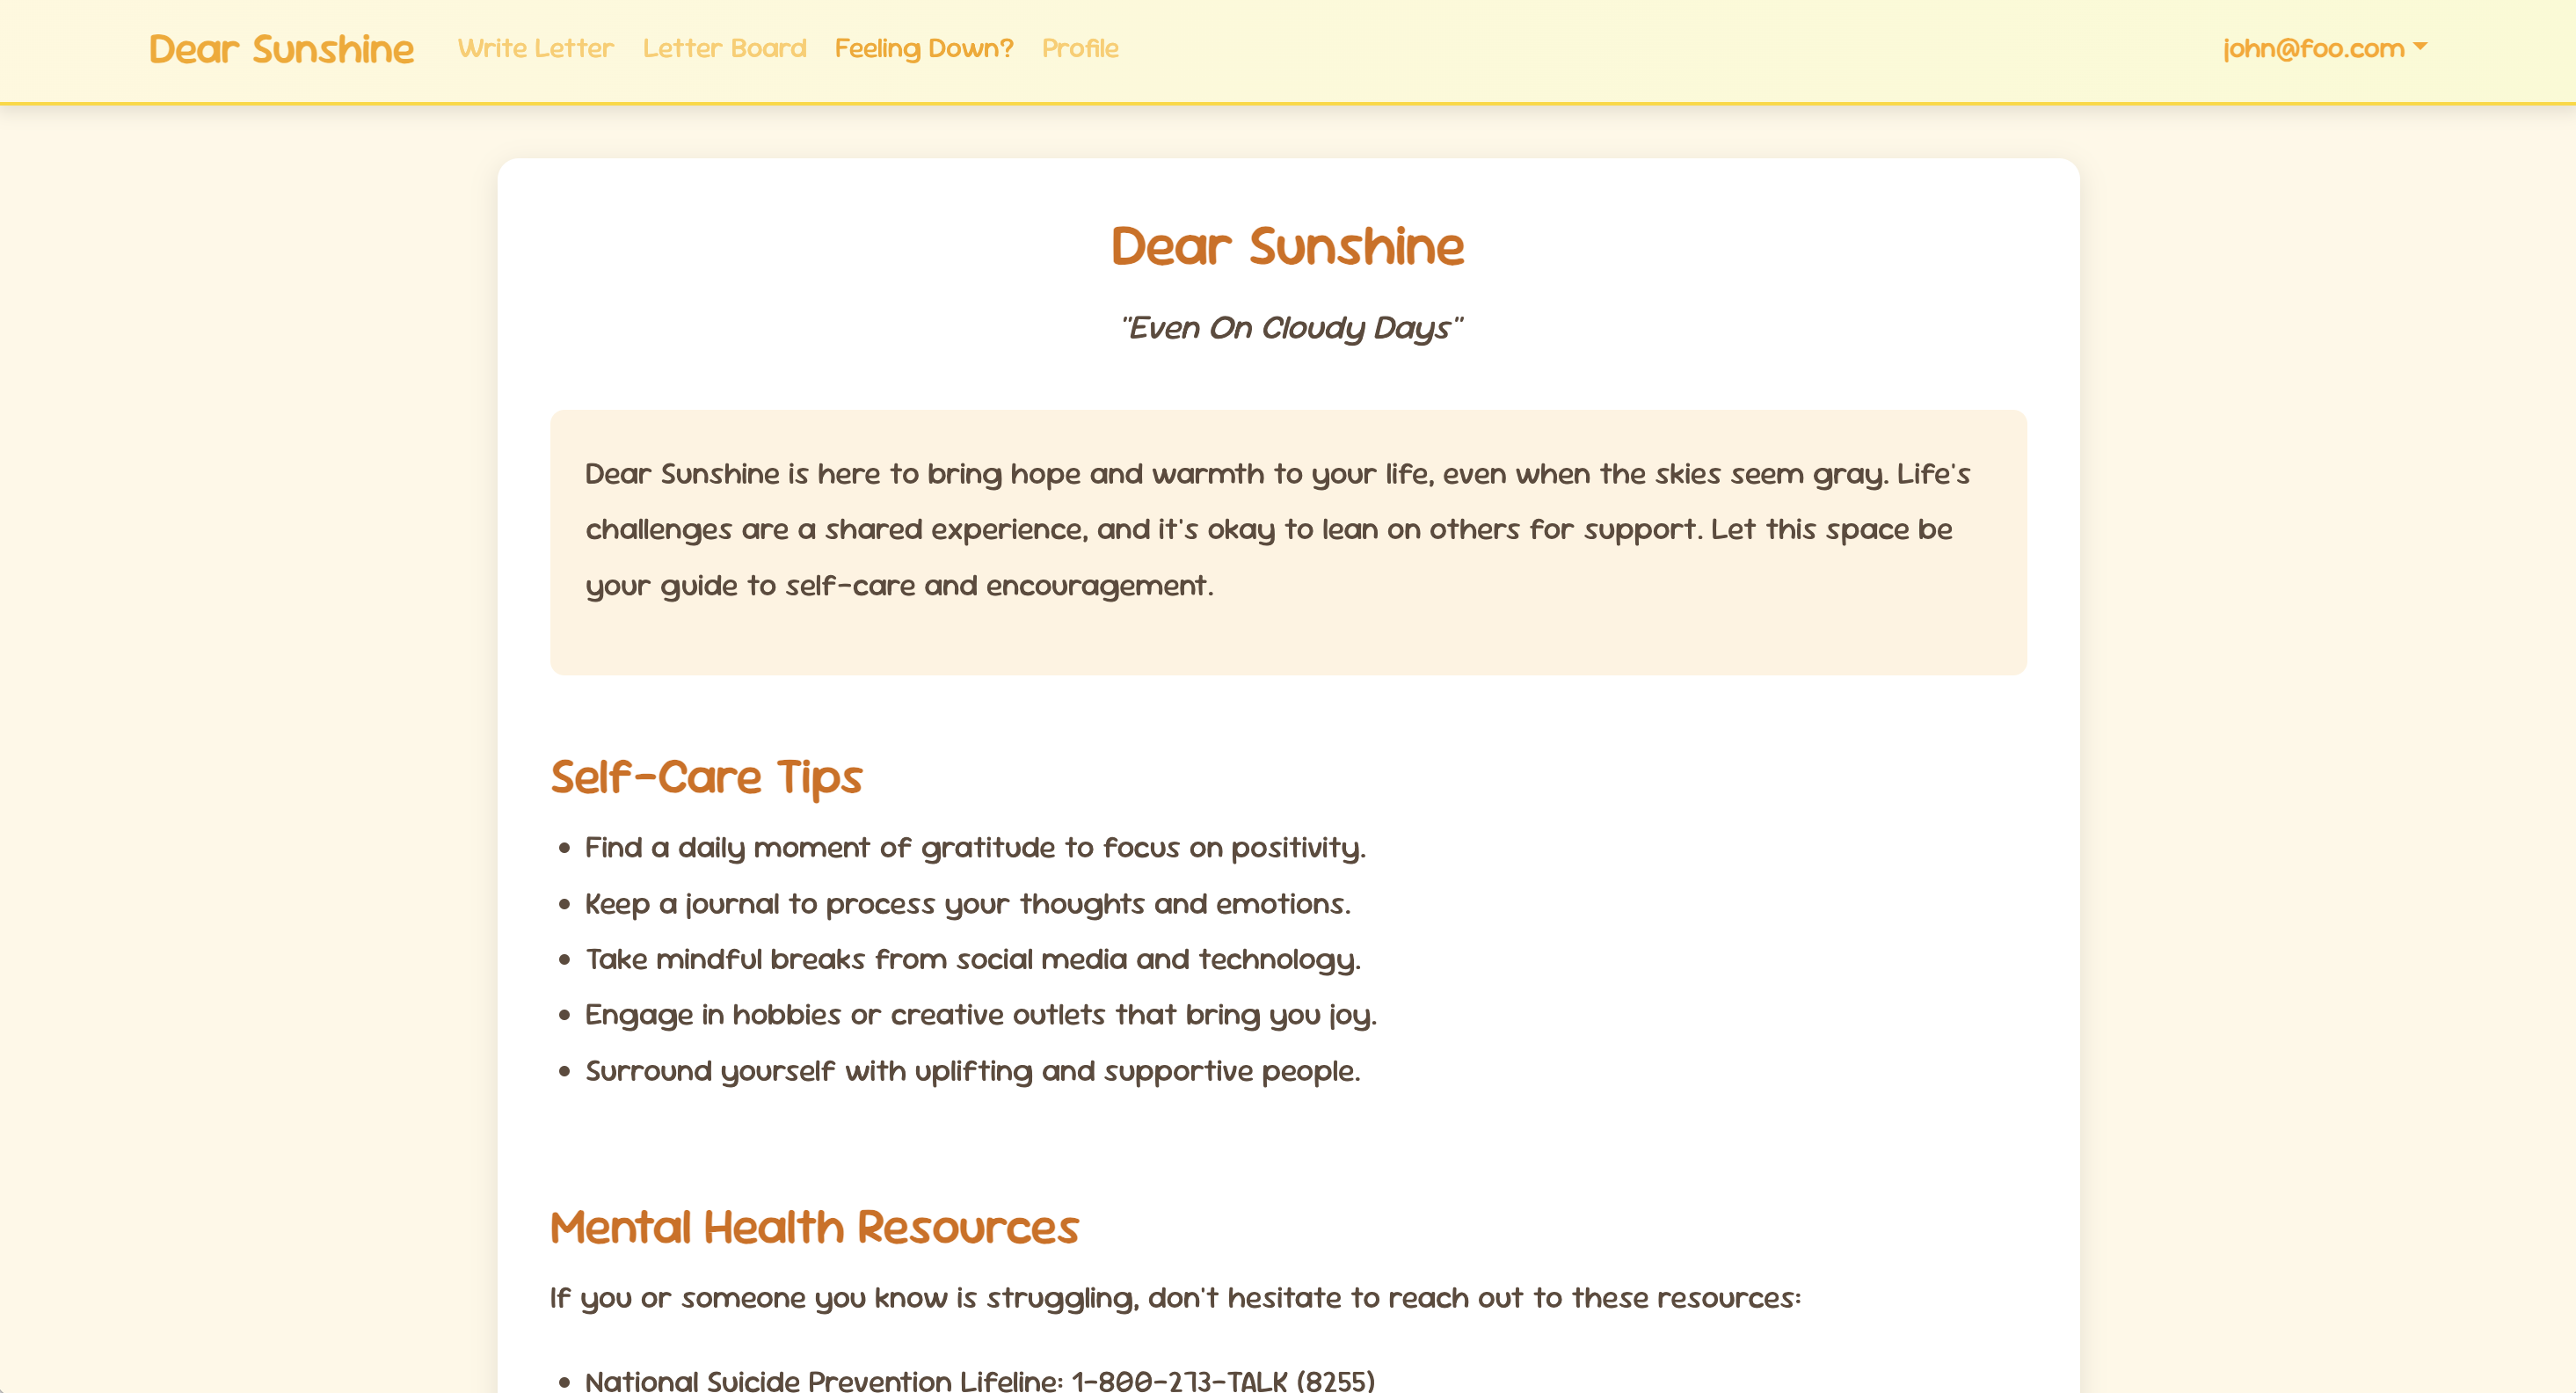 Dear Sunshine
Write Letter
Letter Board
Feeling Down?
Profile
john@foo.com
Dear Sunshine
"Even On Cloudy Days"
Dear Sunshine is here to bring hope and warmth to your life, even when the skies seem gray. Life's
challenges are a shared experience, and it's okay to lean on others for support. Let this space be
your guide to self-care and encouragement.
Self-Care Tips
• Find a daily moment of gratitude to focus on positivity.
• Keep a journal to process your thoughts and emotions.
• Take mindful breaks from social media and technology.
• Engage in hobbies or creative outlets that bring you joy.
• Surround yourself with uplifting and supportive people.
Mental Health Resources
If you or someone you know is struggling, don't hesitate to reach out to these resources:
• National Suicide Prevention Lifeline: 1-800-273-TALK (8255)